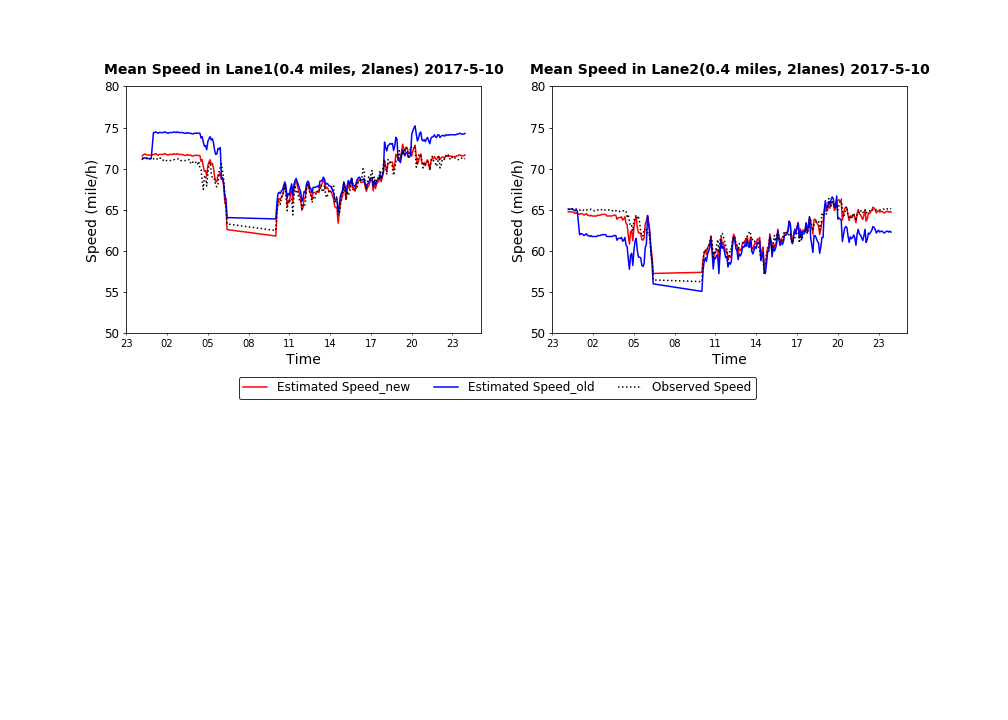 Mean Speed in Lane1(0.4 miles, 2lanes) 2017-5-10
80
75
70
65
60
55
50
Speed (mile/h)
23 02 05 08 11 14 17 20 23
Time
Mean Speed in Lane2(0.4 miles, 2lanes) 2017-5-10
80
75
70
65
60
55
50
Speed (mile/h)
23 02 05 08 11 14 17 20 23
Time
Estimated Speed_new Estimated Speed_old Observed Speed